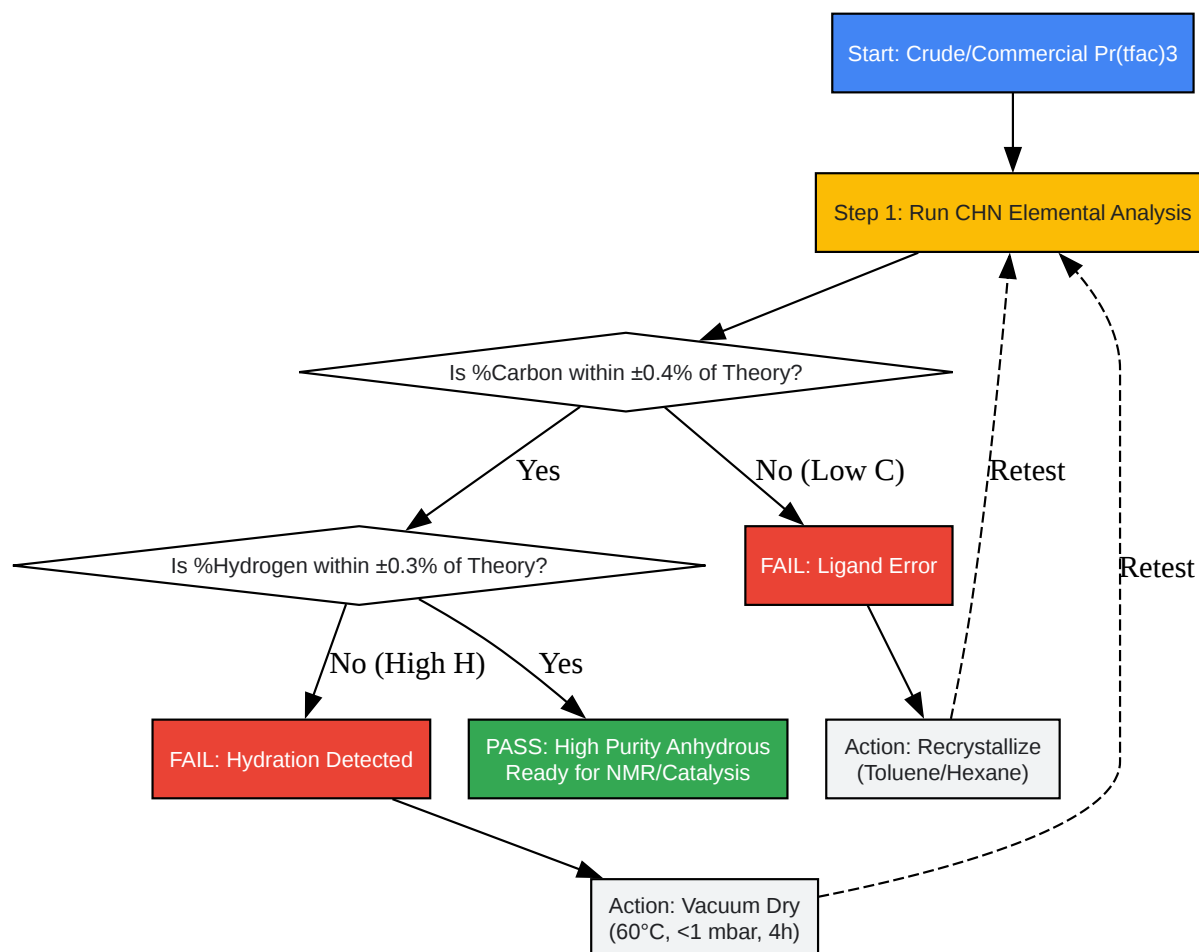 Start: Crude/Commercial Pr(tfac)3
Step 1: Run CHN Elemental Analysis
Is %Carbon within ±0.4% of Theory?
Yes
No (Low C)
Retest
Is %Hydrogen within ±0.3% of Theory?
FAIL: Ligand Error
Retest
No (High H)
Yes
FAIL: Hydration Detected
PASS: High Purity Anhydrous
Ready for NMR/Catalysis
Action: Recrystallize
(Toluene/Hexane)
Action: Vacuum Dry
(60°C, <1 mbar, 4h)